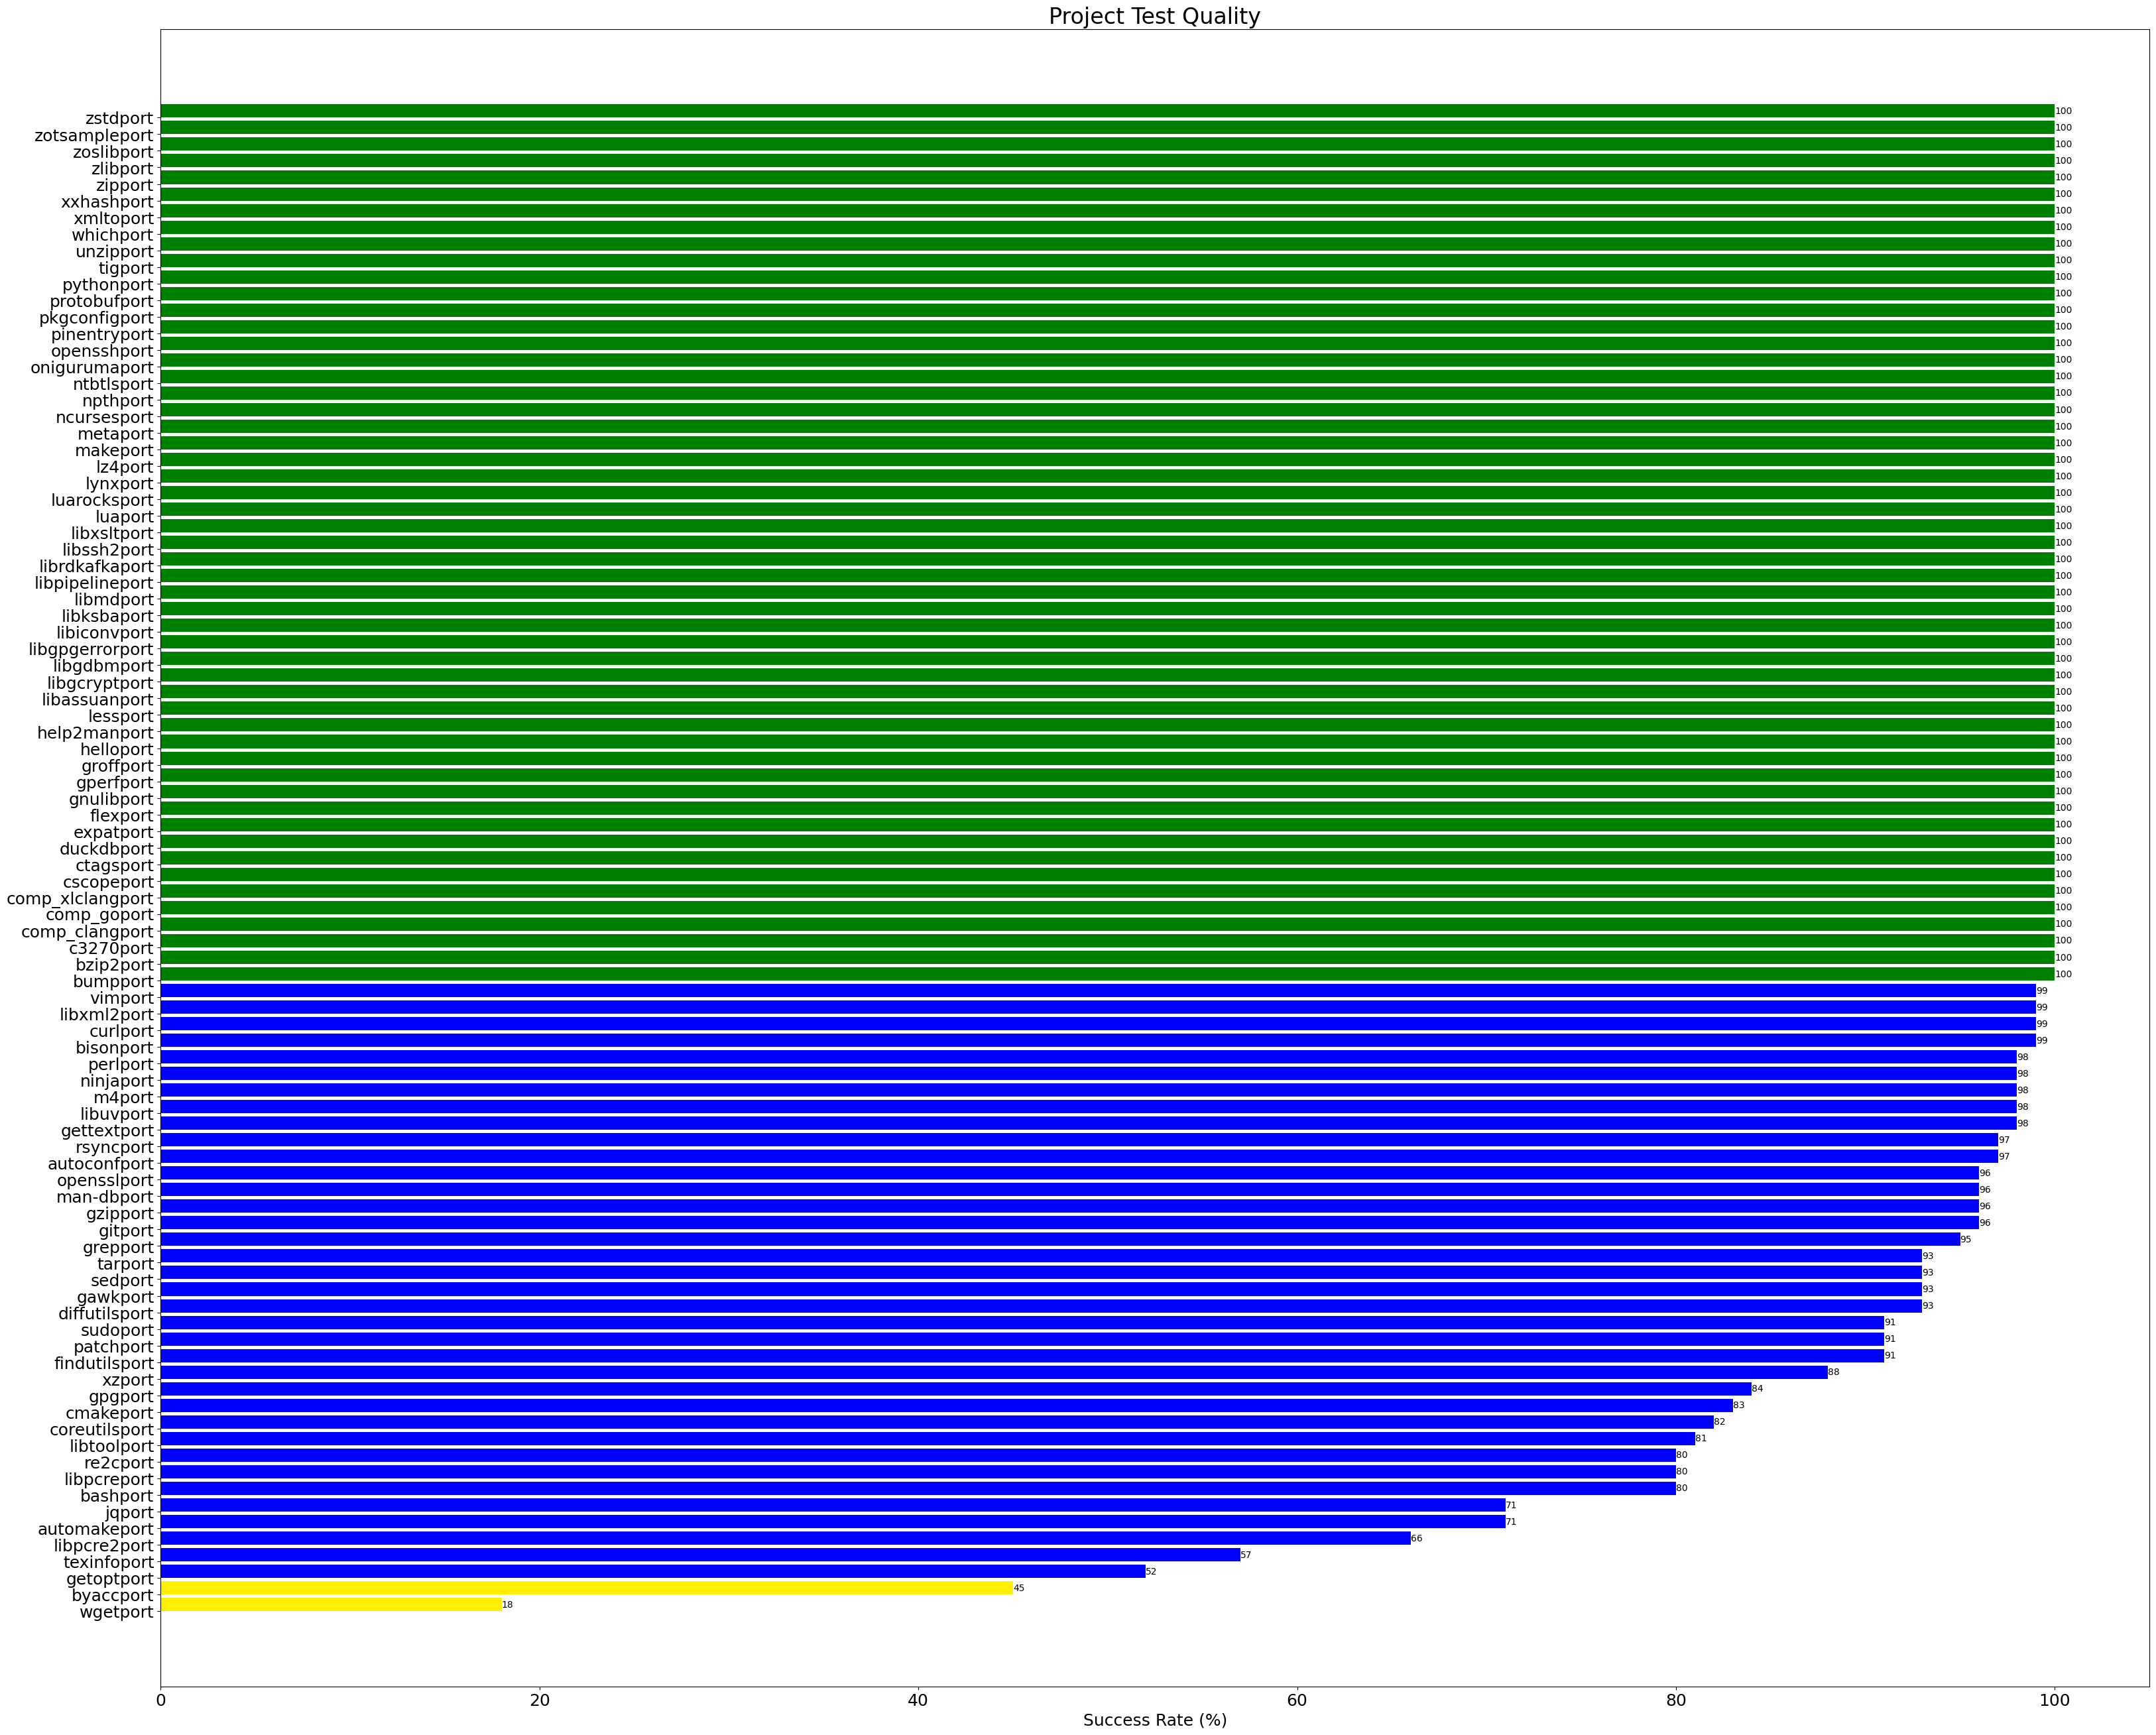 Project Test Quality
zstdport 100
zotsampleport 100
zoslibport 100
zlibport 100
zipport 100
xxhashport 100
xmltoport 100
whichport 100
unzipport 100
tigport 100
pythonport 100
protobufport 100
pkgconfigport 100
pinentryport 100
opensshport 100
onigurumaport 100
ntbtlsport 100
npthport 100
ncursesport 100
metaport 100
makeport 100
lz4port 100
lynxport 100
luarocksport 100
luaport 100
libxsltport 100
libssh2port 100
librdkafkaport 100
libpipelineport 100
libmdport 100
libksbaport 100
libiconvport 100
libgpgerrorport 100
libgdbmport 100
libgcryptport 100
libassuanport 100
lessport 100
help2manport 100
helloport 100
groffport 100
gperfport 100
gnulibport 100
flexport 100
expatport 100
duckdbport 100
ctagsport 100
cscopeport 100
comp_xlclangport 100
comp_goport 100
comp_clangport 100
c3270port 100
bzip2port 100
bumpport 100
vimport 99
libxml2port 99
curlport 99
bisonport 99
perlport 98
ninjaport 98
m4port 98
libuvport 98
gettextport 98
rsyncport 97
autoconfport 97
opensslport 96
man-dbport 96
gzipport 96
gitport 96
grepport 95
tarport 93
sedport 93
gawkport 93
diffutilsport 93
sudoport 91
patchport 91
findutilsport 91
xzport 88
gpgport 84
cmakeport 83
coreutilsport 82
libtoolport 81
re2cport 80
libpcreport 80
bashport 80
jqport 71
automakeport 71
libpcre2port 66
texinfoport 57
getoptport 52
byaccport 45
wgetport 18
0 20 40 60 80 100
Success Rate (%)